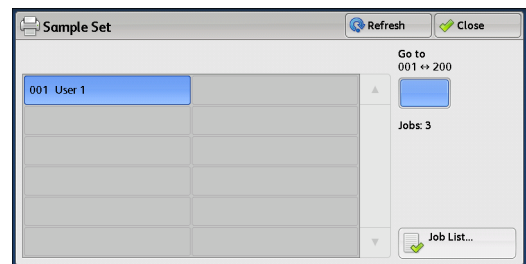 Sample Set
Refresh
Close
Go to
001 ↔ 200
001 User 1
Jobs: 3
Job List...